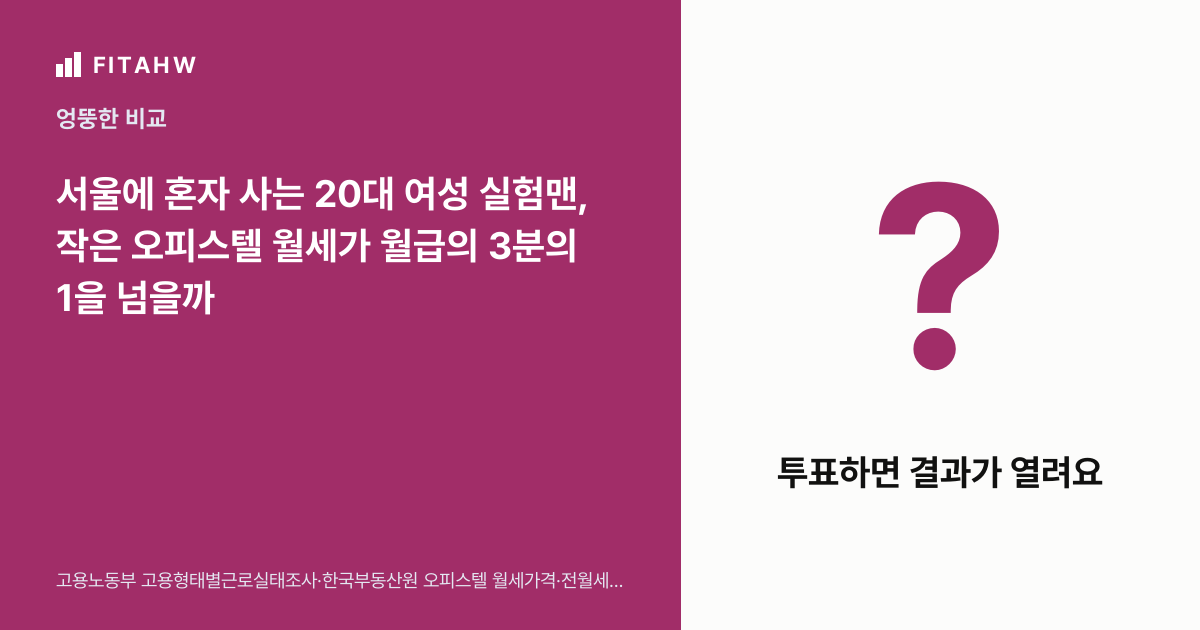 FITAHW
엉뚱한 비교
서울에 혼자 사는 20대 여성 실험맨,
작은 오피스텔 월세가 월급의 3분의
1을 넘을까
고용노동부 고용형태별근로실태조사·한국부동산원 오피스텔 월세가격·전월세…
?
투표하면 결과가 열려요